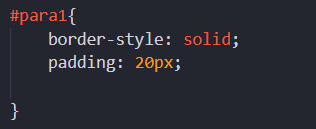 #para1{
border-style: solid;
padding: 20px;
}